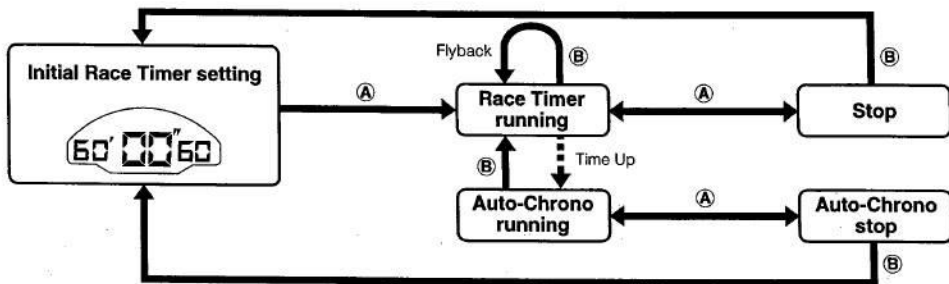 Flyback
Ⓑ
Ⓑ
Initial Race Timer setting
Ⓐ
Race Timer
running
Ⓐ
Stop
60' 00" 60
Ⓑ
Time Up
Auto-Chrono
running
Ⓐ
Auto-Chrono
stop
Ⓑ